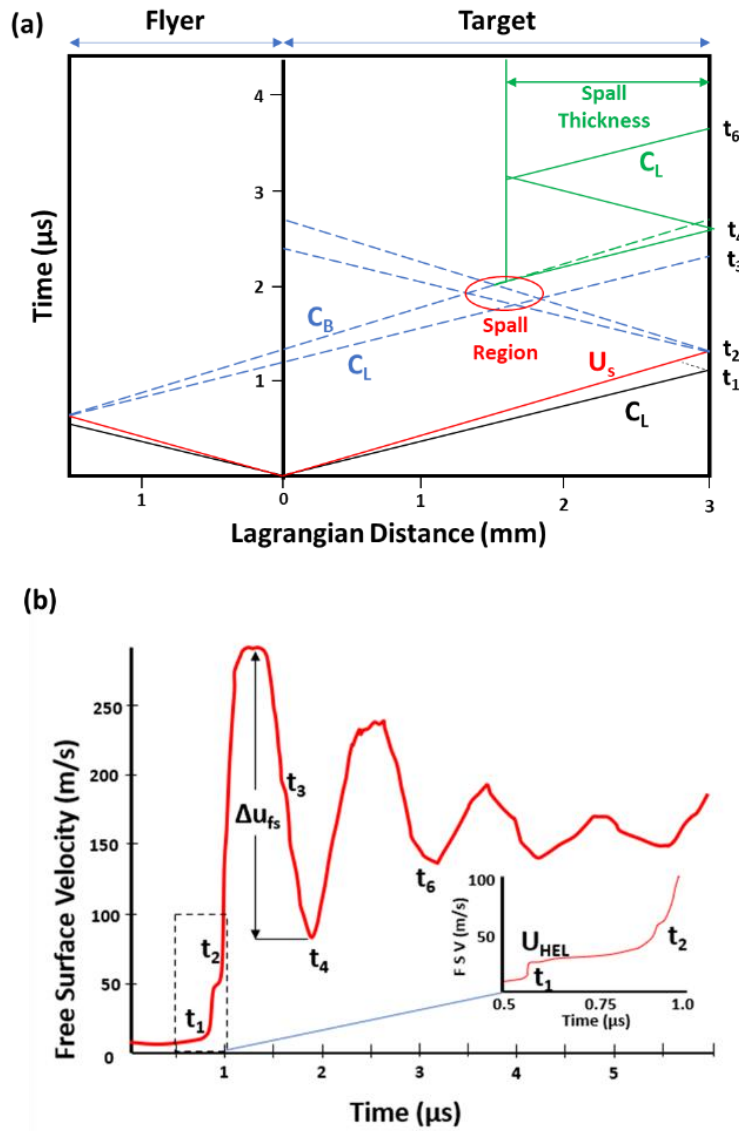 (a)
Flyer
Target
Time (μs)
4
3
2
1
Spall
Thickness
t6
CL
t4
t3
CB
CL
Spall
Region
US
t2
t1
CL
1
0
1
2
3
Lagrangian Distance (mm)
(b)
Free Surface Velocity (m/s)
250
200
150
100
50
0
t3
Δufs
t4
t2
t1
t6
F S V (m/s)
100
50
UHEL
t1
t2
0.5
0.75
1.0
Time (μs)
1
2
3
4
5
Time (μs)